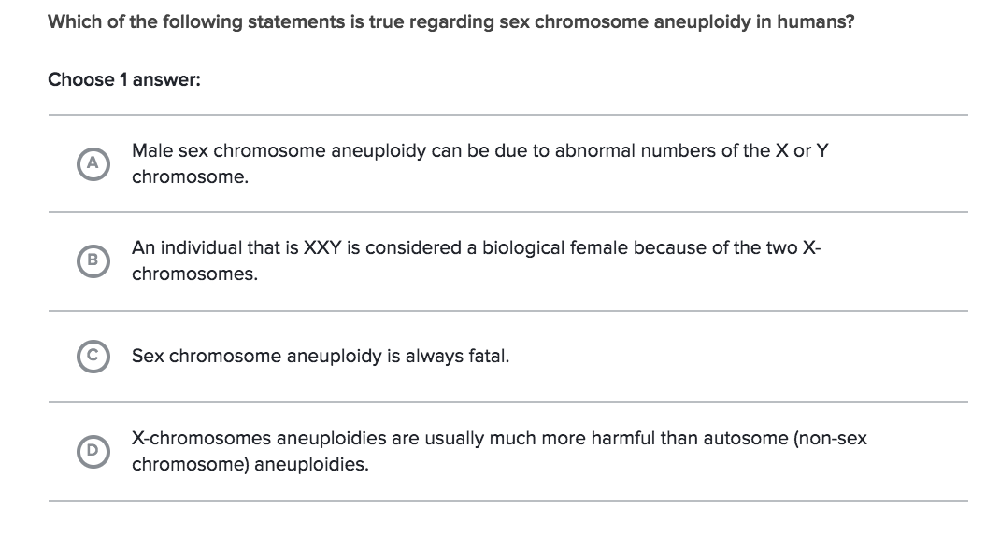 Which of the following statements is true regarding sex chromosome aneuploidy in humans?
Choose 1 answer:
A
Male sex chromosome aneuploidy can be due to abnormal numbers of the X or Y
chromosome.
B
An individual that is XXY is considered a biological female because of the two X-
chromosomes.
C
Sex chromosome aneuploidy is always fatal.
D
X-chromosomes aneuploidies are usually much more harmful than autosome (non-sex
chromosome) aneuploidies.